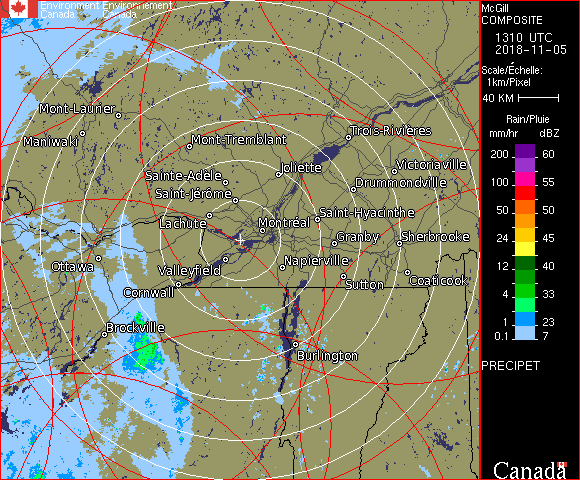 Environment Environnement
Canada Canada
Mont-Laurier
Maniwaki
Mont-Tremblant
Trois-Rivières
Joliette
Victoriaville
Sainte-Adèle
Drummondville
Saint-Jérôme
Saint-Hyacinthe
Lachute
Montréal
Granby
Sherbrooke
Ottawa
Valleyfield
Napierville
Sutton
Coaticook
Cornwall
Brockville
Burlington
McGill
COMPOSITE
1310 UTC
2018-11-05
Scale/Échelle:
1km/Pixel
40 KM
Rain/Pluie
mm/hr dBZ
200 60
150 57
100 55
50 50
24 45
12 40
4 33
1 23
0.1 7
PRECIPET
Canada